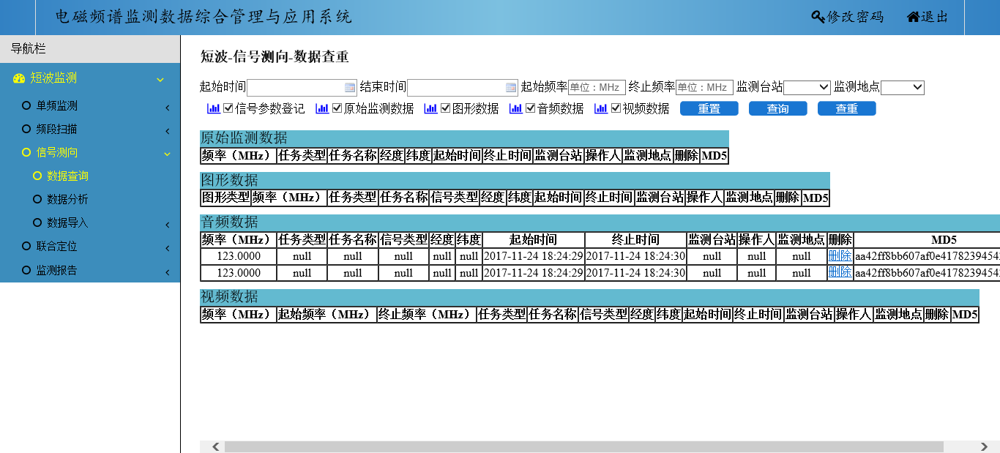 电磁频谱监测数据综合管理与应用系统 修改密码 退出
导航栏
短波监测
单频监测
频段扫描
信号测向
数据查询
数据分析
数据导入
联合定位
监测报告
短波-信号测向-数据查重
起始时间 结束时间 起始频率 单位：MHz 终止频率 单位：MHz 监测台站 监测地点
信号参数登记 原始监测数据 图形数据 音频数据 视频数据 重置 查询 查重
原始监测数据
频率（MHz） 任务类型 任务名称 经度 纬度 起始时间 终止时间 监测台站 操作人 监测地点 删除 MD5
图形数据
图形类型 频率（MHz） 任务类型 任务名称 信号类型 经度 纬度 起始时间 终止时间 监测台站 操作人 监测地点 删除 MD5
音频数据
频率（MHz） 任务类型 任务名称 信号类型 经度 纬度 起始时间 终止时间 监测台站 操作人 监测地点 删除 MD5
123.0000 null null null null null 2017-11-24 18:24:29 2017-11-24 18:24:30 null null null 删除 aa42ff8bb607af0e4178239454
123.0000 null null null null null 2017-11-24 18:24:29 2017-11-24 18:24:30 null null null 删除 aa42ff8bb607af0e4178239454
视频数据
频率（MHz） 起始频率（MHz） 终止频率（MHz） 任务类型 任务名称 信号类型 经度 纬度 起始时间 终止时间 监测台站 操作人 监测地点 删除 MD5